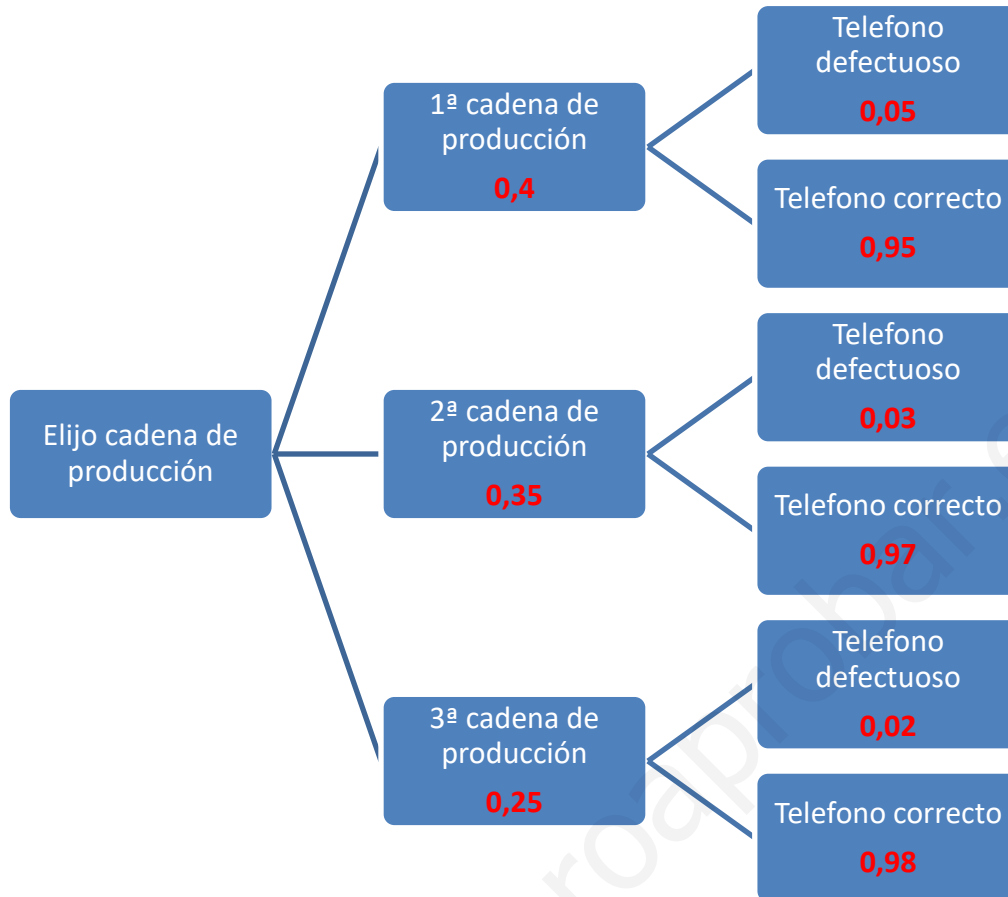 Telefono
defectuoso
0,05
1ª cadena de
producción
0,4
Telefono correcto
0,95
Telefono
defectuoso
0,03
Elijo cadena de
producción
2ª cadena de
producción
0,35
Telefono correcto
0,97
Telefono
defectuoso
0,02
3ª cadena de
producción
0,25
Telefono correcto
0,98
roaprobar